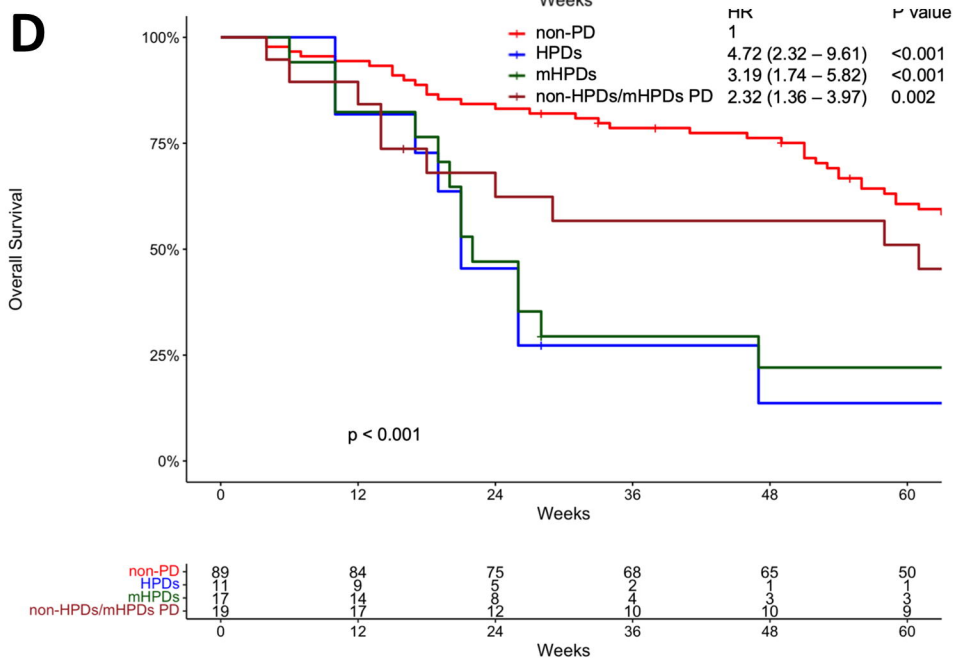 Weeks
D
HR P value
non-PD 1
HPDs 4.72 (2.32 – 9.61) <0.001
mHPDs 3.19 (1.74 – 5.82) <0.001
non-HPDs/mHPDs PD 2.32 (1.36 – 3.97) 0.002
100%
75%
50%
25%
0%
Overall Survival
p < 0.001
0 12 24 36 48 60
Weeks
non-PD 89 84 75 68 65 50
HPDs 11 9 5 2 1 1
mHPDs 17 14 8 4 3 3
non-HPDs/mHPDs PD 19 17 12 10 10 9
0 12 24 36 48 60
Weeks